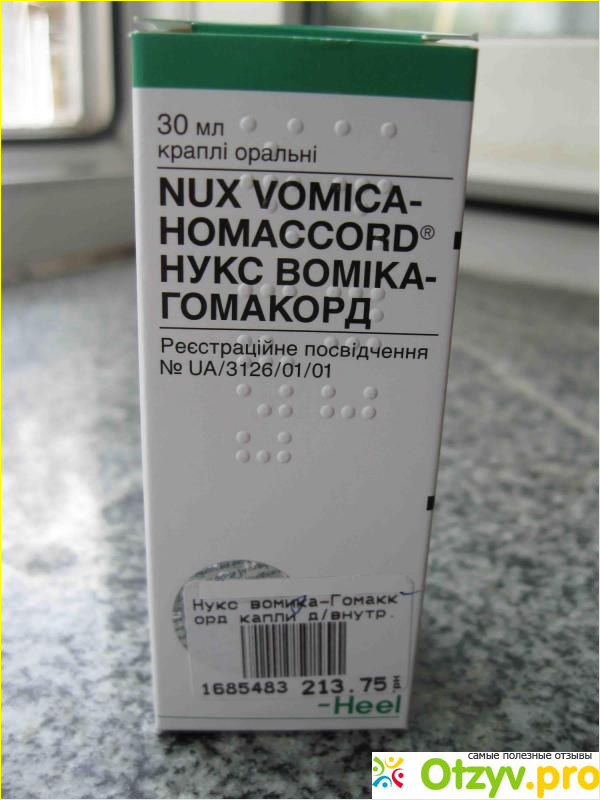 30 мл
краплі оральні
NUX VOMICA-
HOMACCORD®
НУКС ВОМІКА-
ГОМАКОРД
Реєстраційне посвідчення
№ UA/3126/01/01
Нукс вомика-Гомакк
орд капли д/внутр.
1685483 213.75
-Heel
самые полезные отзывы
Otzyv.pro